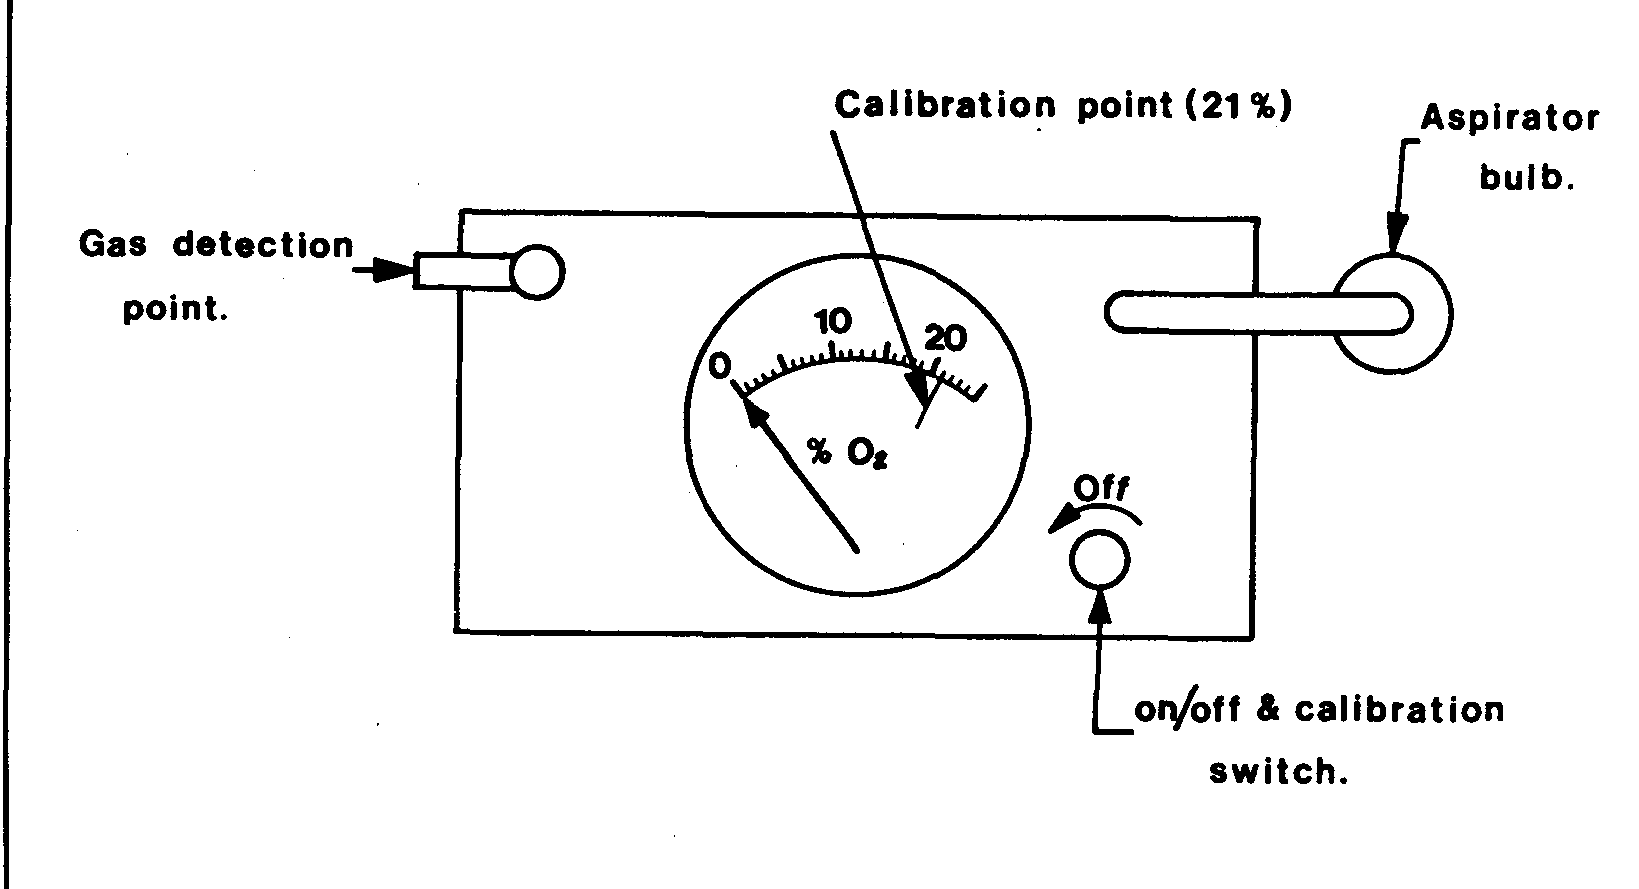 Calibration point (21%)
Aspirator
bulb.
Gas detection
point.
0
10
20
% O₂
Off
on/off & calibration
switch.